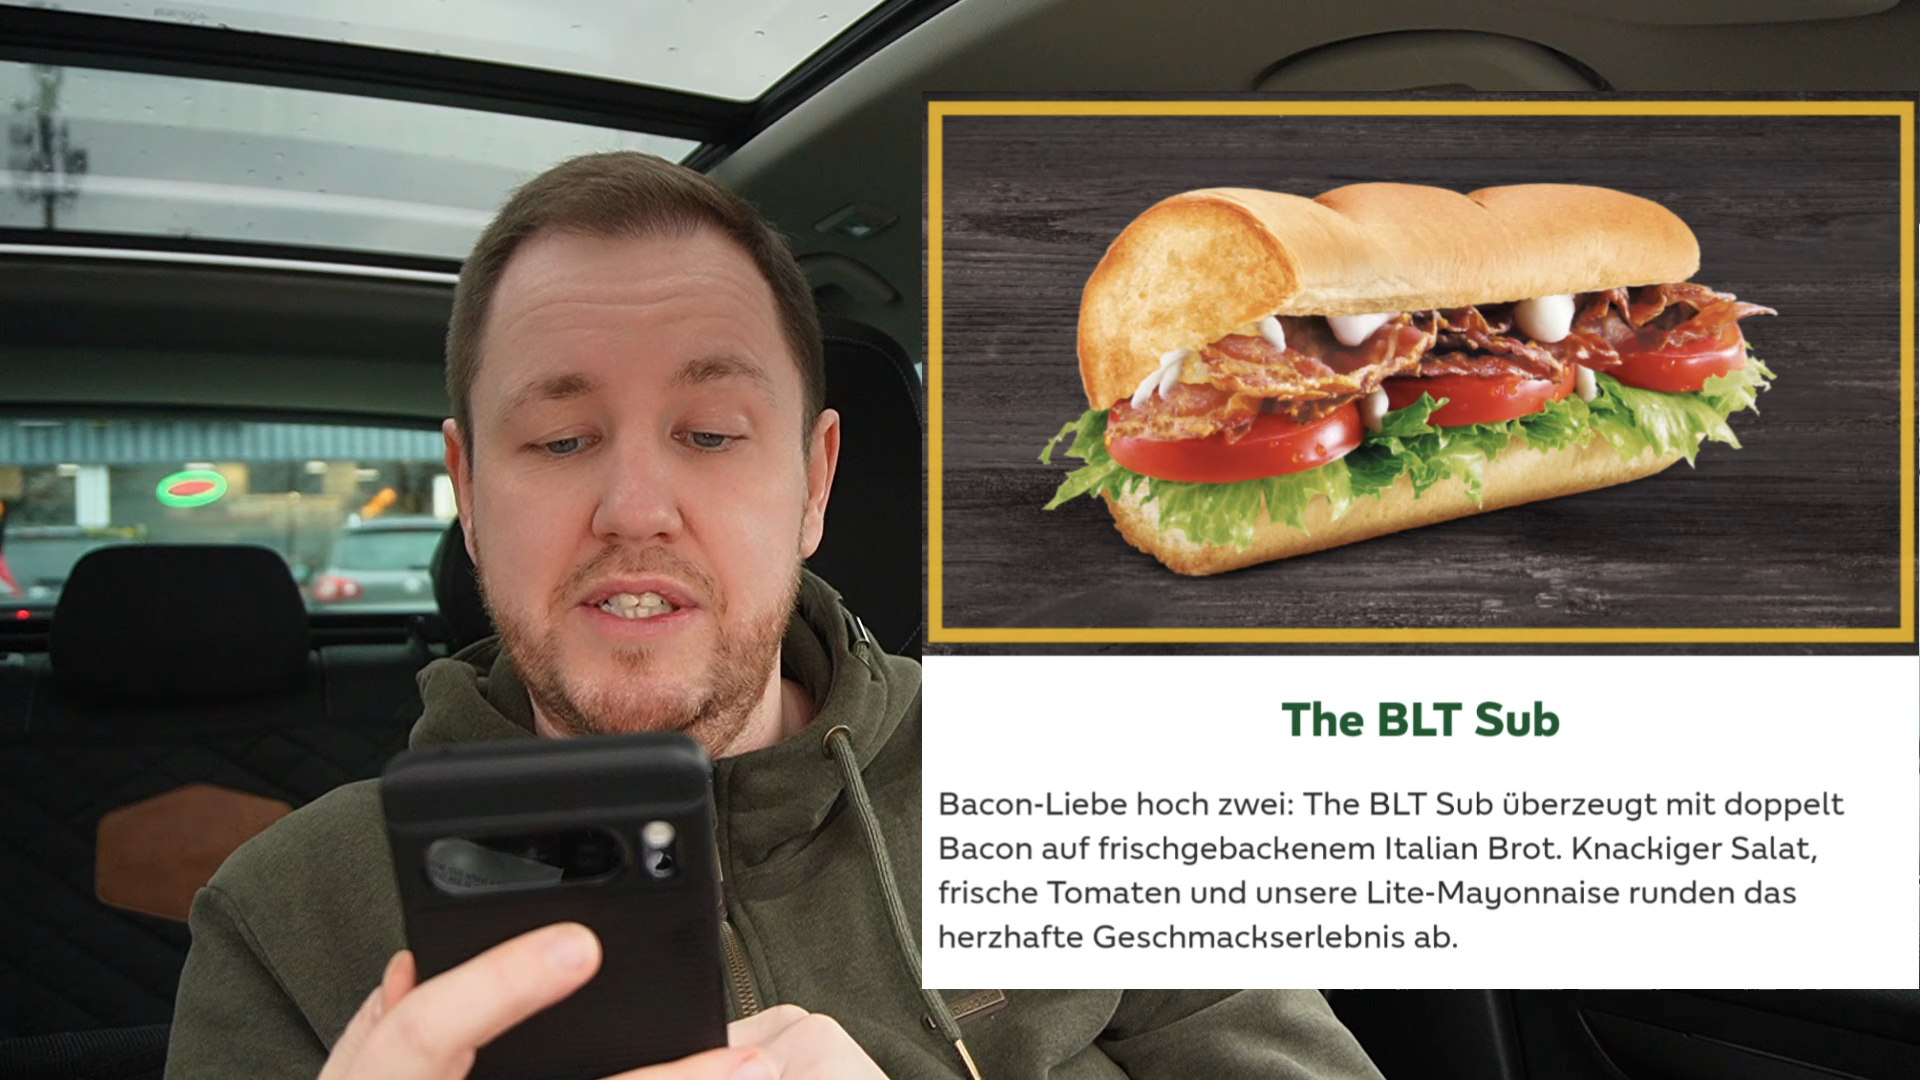 The BLT Sub
Bacon-Liebe hoch zwei: The BLT Sub überzeugt mit doppelt
Bacon auf frischgebackenem Italian Brot. Knackiger Salat,
frische Tomaten und unsere Lite-Mayonnaise runden das
herzhafte Geschmackserlebnis ab.